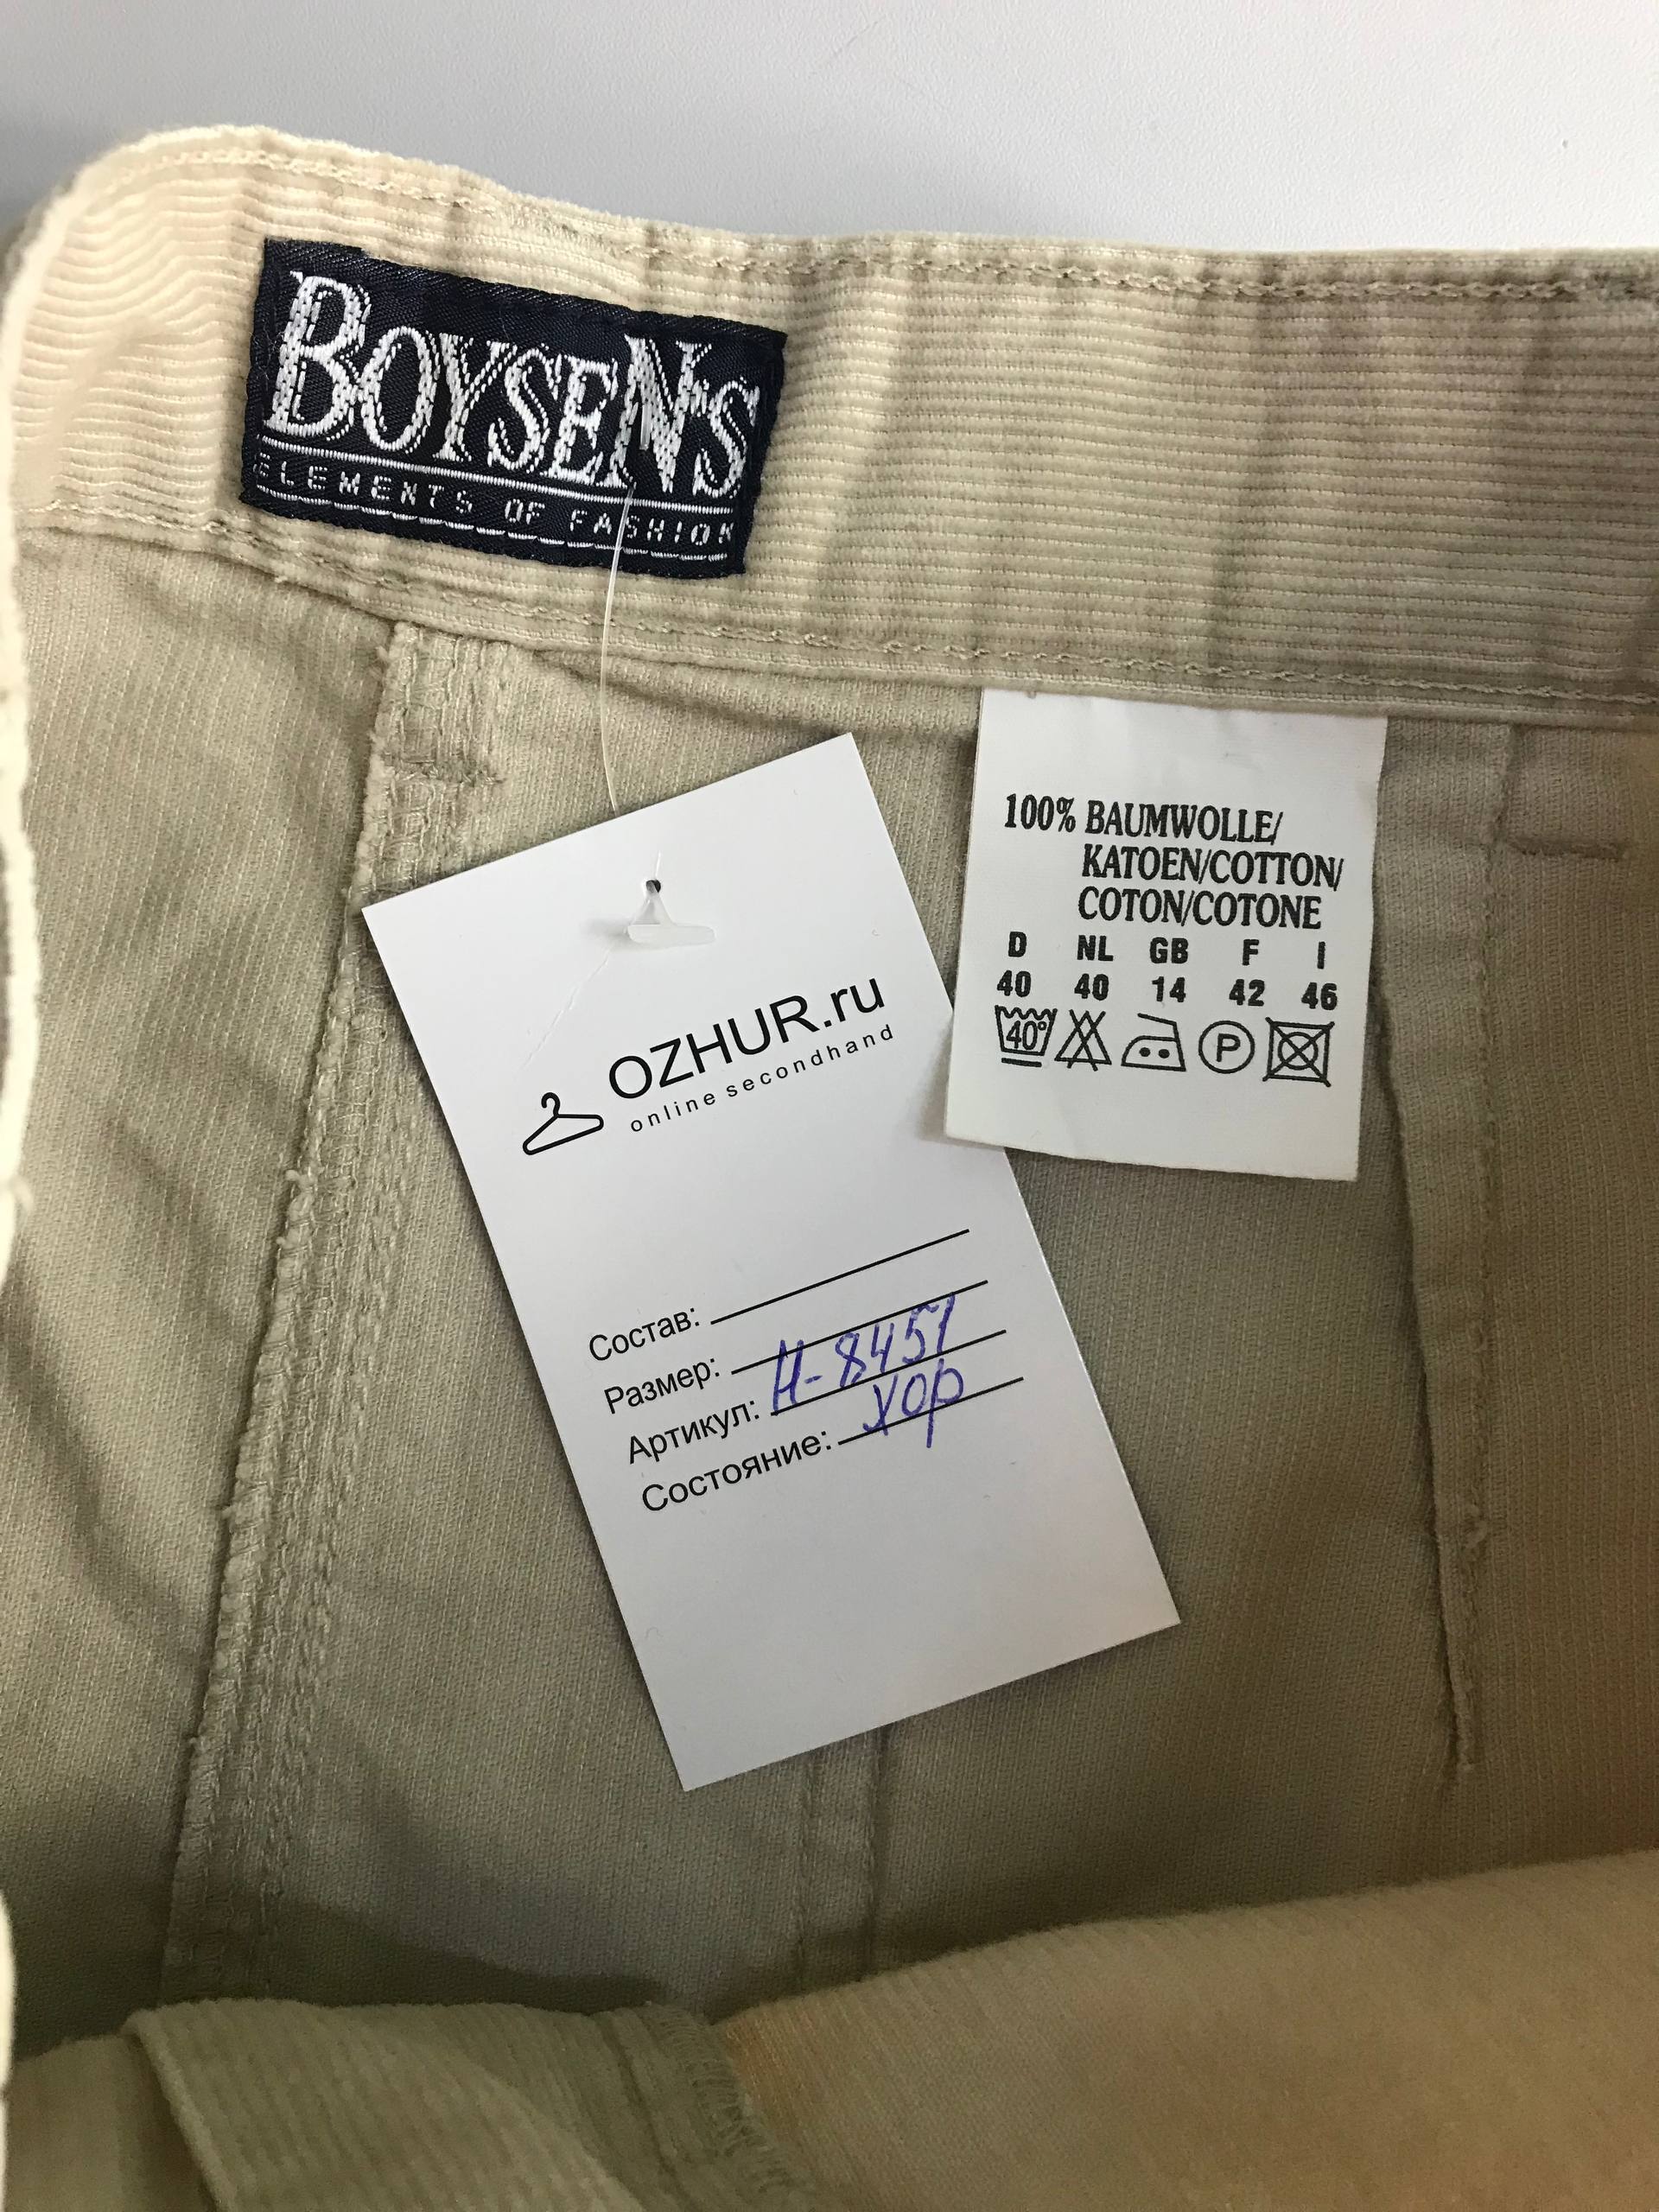 BOYSEN'S
ELEMENTS OF FASHION
100% BAUMWOLLE/
KATOEN/COTTON/
COTON/COTONE
D NL GB F I
40 40 14 42 46
40° P
OZHUR.ru
online secondhand
Состав:
Размер:
Артикул: Н-8451
Состояние: хор